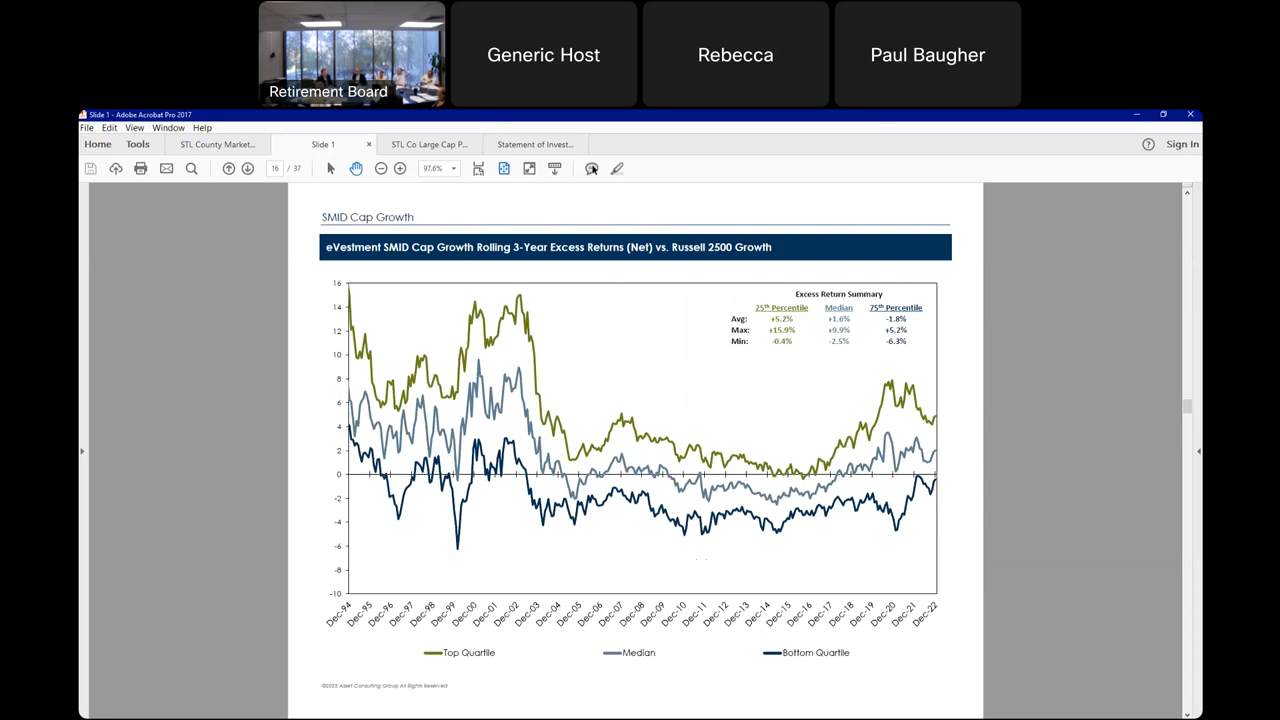 Retirement Board
Generic Host
Rebecca
Paul Baugher
Slide 1 - Adobe Acrobat Pro 2017
File Edit View Window Help
Home Tools STL County Market... Slide 1 × STL Co Large Cap P... Statement of Invest... Sign In
16 / 37 97.6%
SMID Cap Growth
eVestment SMID Cap Growth Rolling 3-Year Excess Returns (Net) vs. Russell 2500 Growth
Excess Return Summary
25th Percentile Median 75th Percentile
Avg: +5.2% +1.6% -1.8%
Max: +15.9% +9.9% +5.2%
Min: -0.4% -2.5% -6.3%
16
14
12
10
8
6
4
2
0
-2
-4
-6
-8
-10
Dec-94 Dec-95 Dec-96 Dec-97 Dec-98 Dec-99 Dec-00 Dec-01 Dec-02 Dec-03 Dec-04 Dec-05 Dec-06 Dec-07 Dec-08 Dec-09 Dec-10 Dec-11 Dec-12 Dec-13 Dec-14 Dec-15 Dec-16 Dec-17 Dec-18 Dec-19 Dec-20 Dec-21 Dec-22
Top Quartile Median Bottom Quartile
©2023 Asset Consulting Group All Rights Reserved